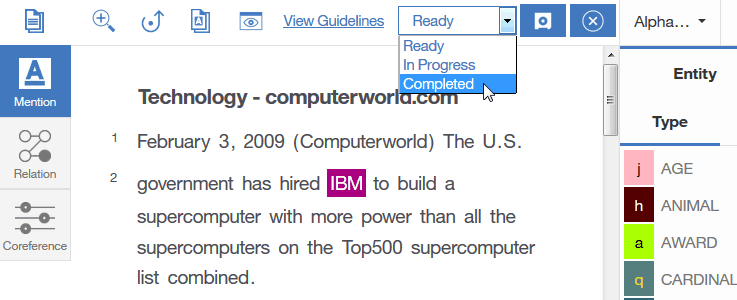 View Guidelines
Ready
Alpha...
Ready
In Progress
Completed
A
Mention
Relation
Coreference
Technology - computerworld.com
1 February 3, 2009 (Computerworld) The U.S.
2 government has hired IBM to build a
supercomputer with more power than all the
supercomputers on the Top500 supercomputer
list combined.
Entity
Type
j AGE
h ANIMAL
a AWARD
q CARDINAL